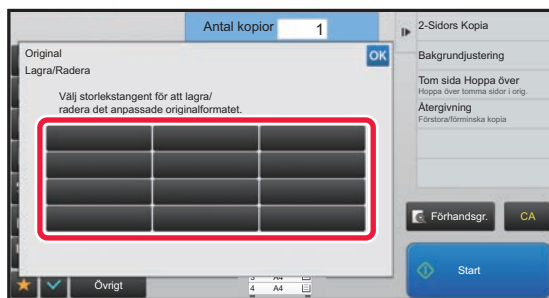 Antal kopior 1
Original
OK
Lagra/Radera
Välj storlekstangent för att lagra/
radera det anpassade originalformatet.
2-Sidors Kopia
Bakgrundjustering
Tom sida Hoppa över
Hoppa över tomma sidor i orig.
Återgivning
Förstora/förminska kopia
Förhandsgr.
CA
Start
Övrigt
4 A4